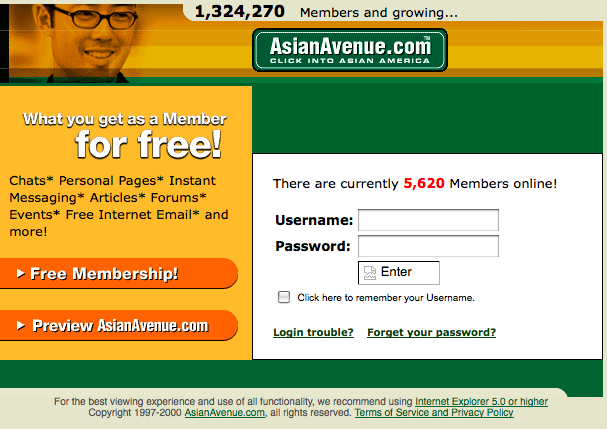 1,324,270 Members and growing...
AsianAvenue.com™
CLICK INTO ASIAN AMERICA
What you get as a Member
for free!
Chats* Personal Pages* Instant
Messaging* Articles* Forums*
Events* Free Internet Email* and
more!
Free Membership!
Preview AsianAvenue.com
There are currently 5,620 Members online!
Username:
Password:
Enter
Click here to remember your Username.
Login trouble? Forget your password?
For the best viewing experience and use of all functionality, we recommend using Internet Explorer 5.0 or higher
Copyright 1997-2000 AsianAvenue.com, all rights reserved. Terms of Service and Privacy Policy